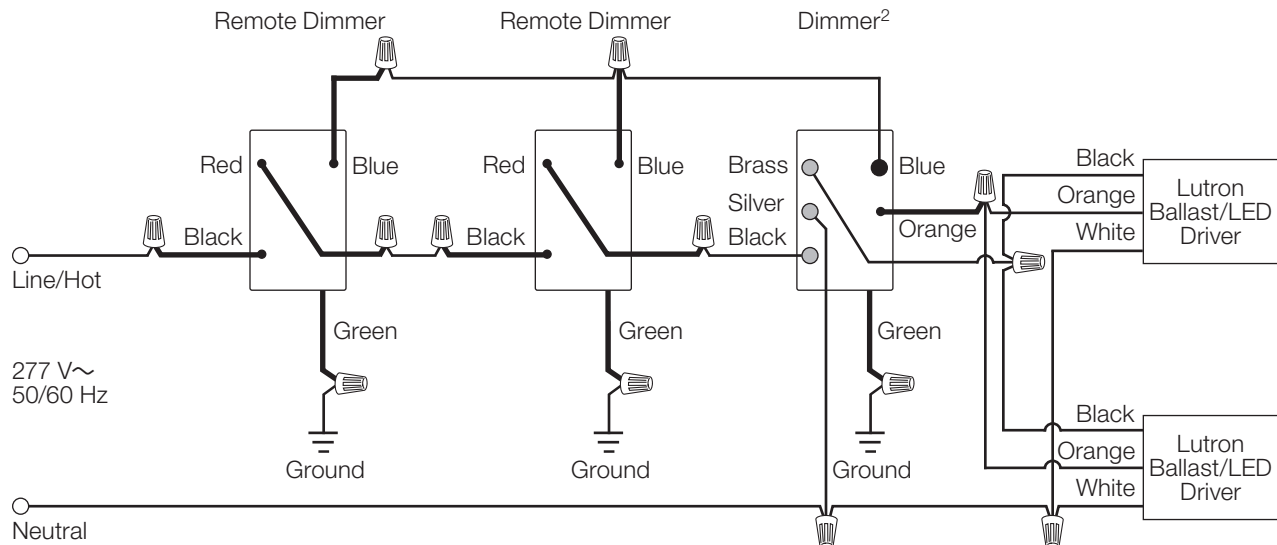 Remote Dimmer
Remote Dimmer
Dimmer2
Red
Blue
Red
Blue
Brass
Blue
Silver
Black
Black
Black
Orange
Line/Hot
Green
Green
Green
277 V~
50/60 Hz
Ground
Ground
Ground
Neutral
Black
Orange
White
Lutron
Ballast/LED
Driver
Black
Orange
White
Lutron
Ballast/LED
Driver